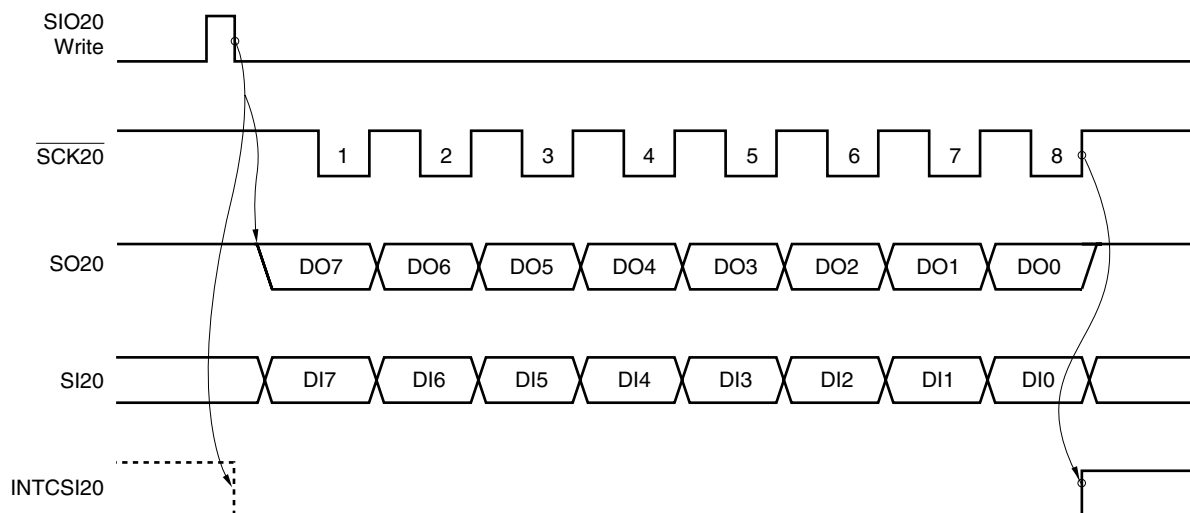 SIO20
Write
SCK20
1 2 3 4 5 6 7 8
SO20
DO7 DO6 DO5 DO4 DO3 DO2 DO1 DO0
SI20
DI7 DI6 DI5 DI4 DI3 DI2 DI1 DI0
INTCSI20